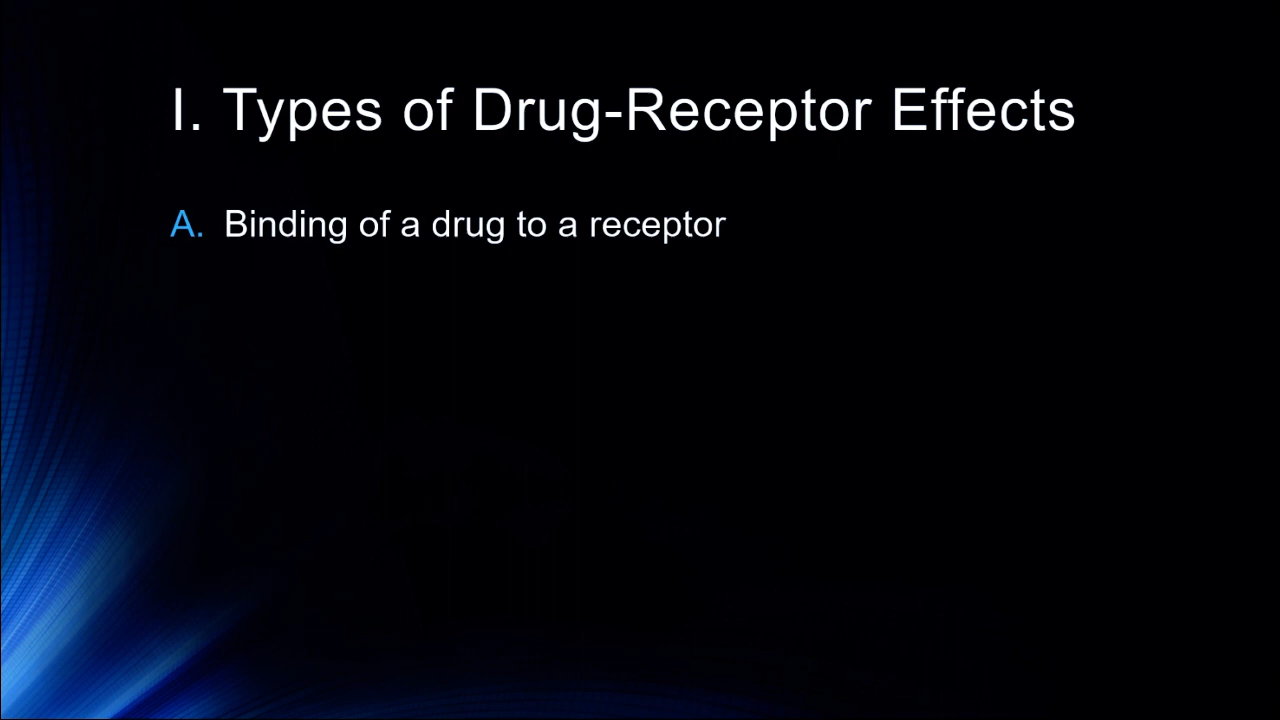 I. Types of Drug-Receptor Effects
A. Binding of a drug to a receptor